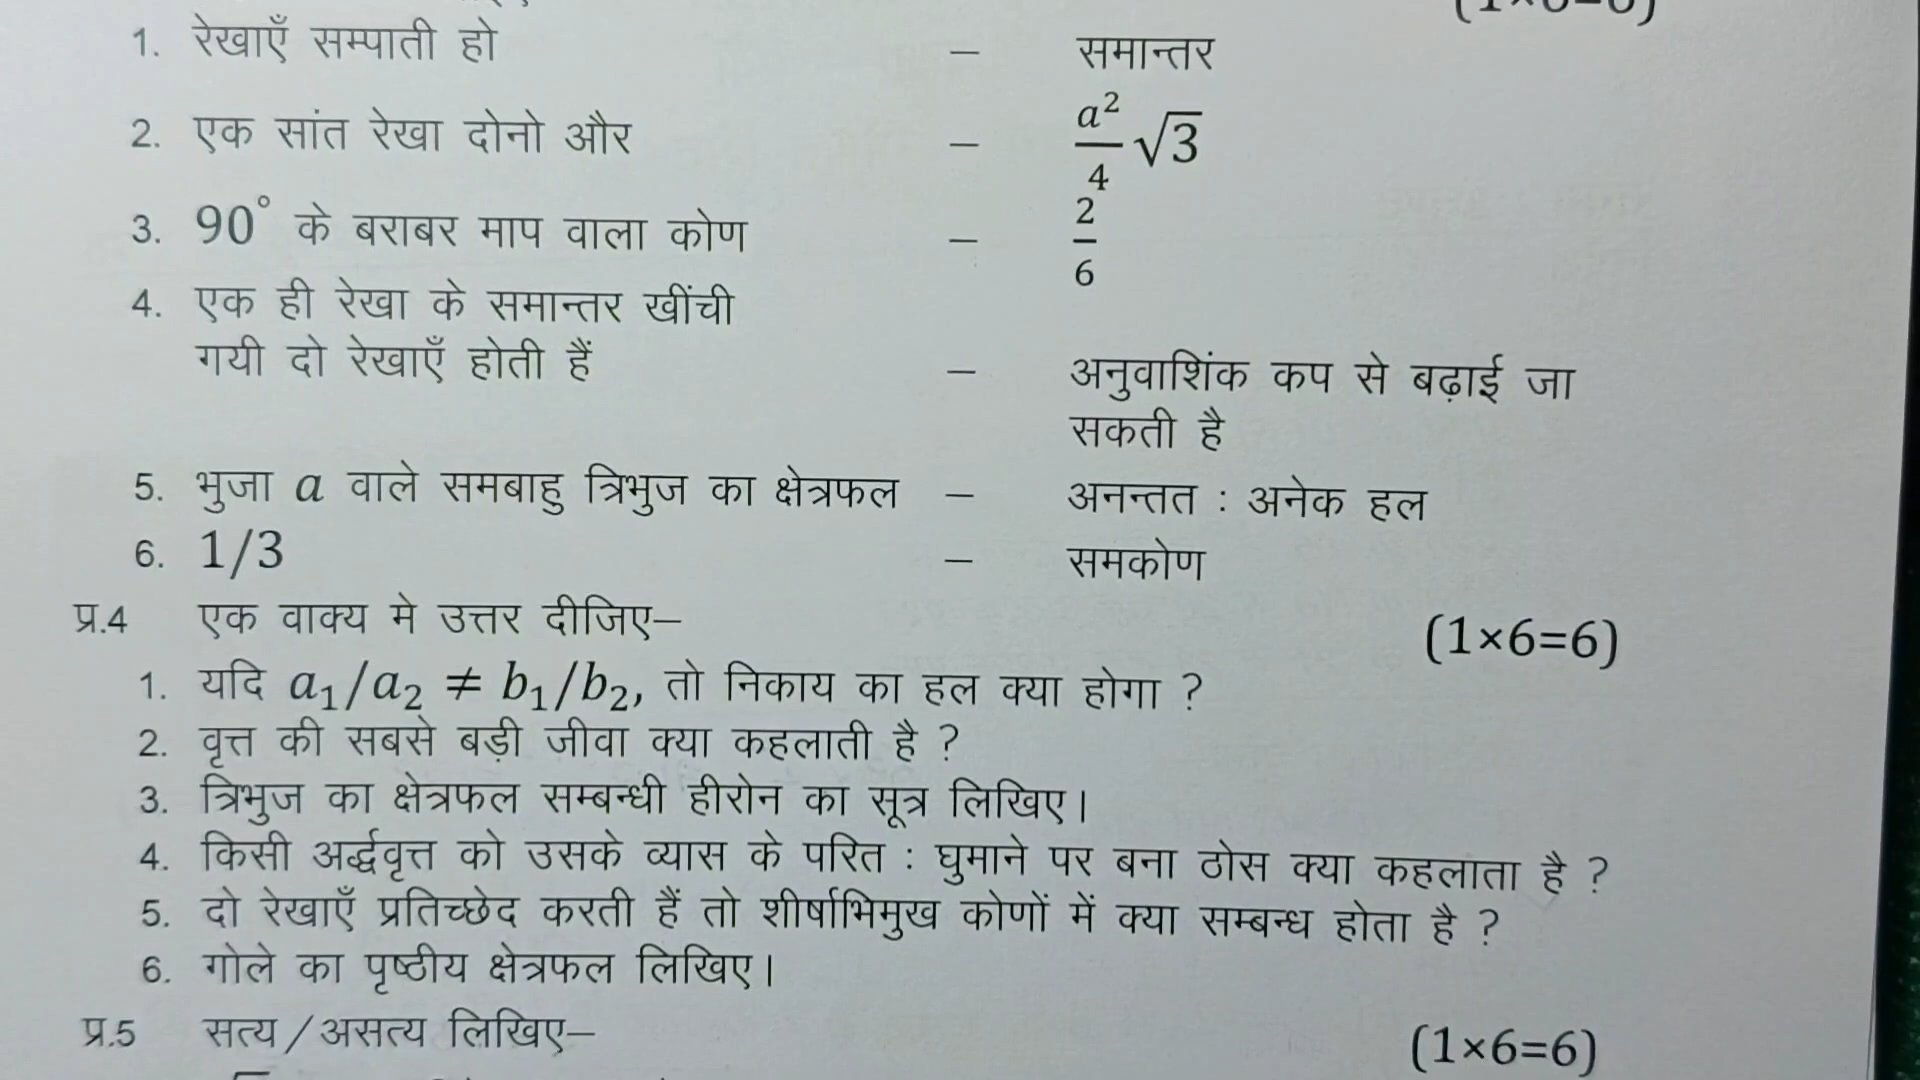 (1×6=6)
1. रेखाएँ सम्पाती हो – समान्तर
2. एक सांत रेखा दोनो और – a²/4 √3
3. 90° के बराबर माप वाला कोण – 2/6
4. एक ही रेखा के समान्तर खींची
गयी दो रेखाएँ होती हैं – अनुवाशिंक कप से बढ़ाई जा
सकती है
5. भुजा a वाले समबाहु त्रिभुज का क्षेत्रफल – अनन्तत : अनेक हल
6. 1/3 – समकोण
प्र.4 एक वाक्य मे उत्तर दीजिए– (1×6=6)
1. यदि a₁/a₂ ≠ b₁/b₂, तो निकाय का हल क्या होगा ?
2. वृत्त की सबसे बड़ी जीवा क्या कहलाती है ?
3. त्रिभुज का क्षेत्रफल सम्बन्धी हीरोन का सूत्र लिखिए।
4. किसी अर्द्धवृत्त को उसके व्यास के परित : घुमाने पर बना ठोस क्या कहलाता है ?
5. दो रेखाएँ प्रतिच्छेद करती हैं तो शीर्षाभिमुख कोणों में क्या सम्बन्ध होता है ?
6. गोले का पृष्ठीय क्षेत्रफल लिखिए।
प्र.5 सत्य/असत्य लिखिए– (1×6=6)